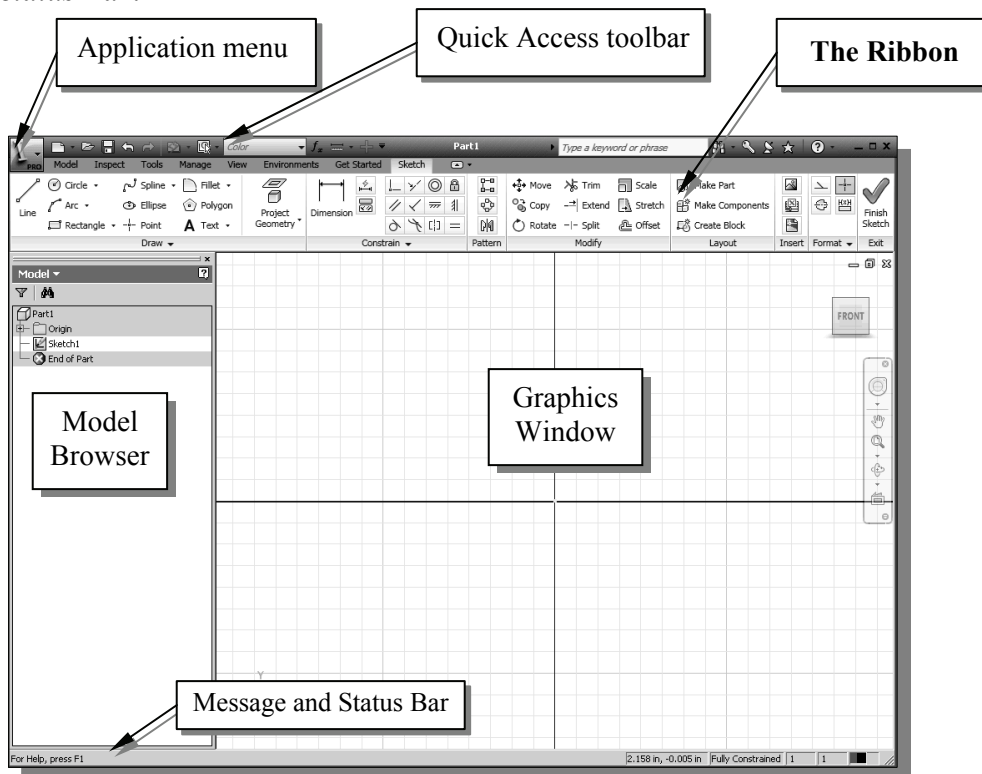 Application menu
Quick Access toolbar
The Ribbon
Color
Part1
Type a keyword or phrase
PRO
Model Inspect Tools Manage View Environments Get Started Sketch
Line
Circle
Arc
Rectangle
Spline
Ellipse
Point
Fillet
Polygon
A Text
Project
Geometry
Dimension
Move
Copy
Rotate
Trim
Extend
Split
Scale
Stretch
Offset
Make Part
Make Components
Create Block
Finish
Sketch
Draw Constrain Pattern Modify Layout Insert Format Exit
Model
Part1
Origin
Sketch1
End of Part
FRONT
Model
Browser
Graphics
Window
Y
Message and Status Bar
For Help, press F1
2.158 in, -0.005 in Fully Constrained 1 1